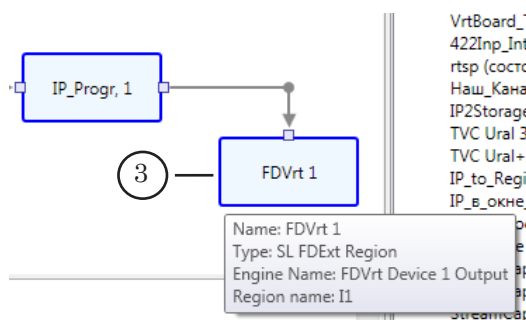 IP_Progr, 1
3
FDVrt 1
Name: FDVrt 1
Type: SL FDExt Region
Engine Name: FDVrt Device 1 Output
Region name: I1
VrtBoard_
422Inp_Int
rtsp (состо
Наш_Кана
IP2Storage
TVC Ural 3
TVC Ural+
IP_to_Regi
IP_в_окне_
StreamCap